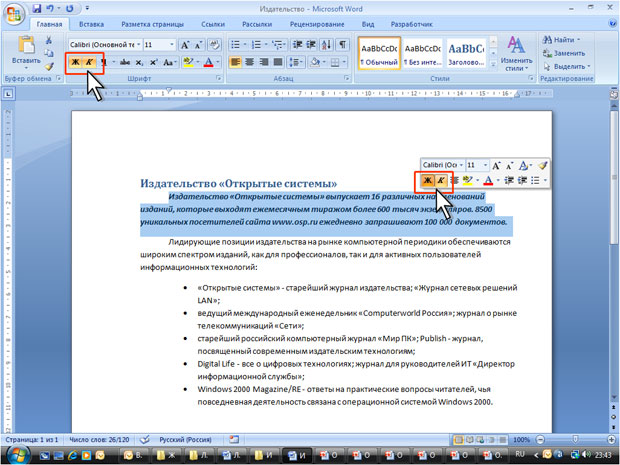 Издательство - Microsoft Word
Главная Вставка Разметка страницы Ссылки Рассылки Рецензирование Вид Разработчик
Calibri (Основной те 11
Вставить
Ж К Ч abc x₂ x² Aa A
Буфер обмена Шрифт Абзац Стили Редактирование
AaBbCcDc AaBbCcDc AaBbCc
¶ Обычный ¶ Без инте... Заголово...
Изменить стили
Найти
Заменить
Выделить
Calibri (Осн 11
Ж К
Издательство «Открытые системы»
Издательство «Открытые системы» выпускает 16 различных наименований
изданий, которые выходят ежемесячным тиражом более 600 тысяч экземпляров. 8500
уникальных посетителей сайта www.osp.ru ежедневно запрашивают 100 000 документов.
Лидирующие позиции издательства на рынке компьютерной периодики обеспечиваются
широким спектром изданий, как для профессионалов, так и для активных пользователей
информационных технологий:
• «Открытые системы» - старейший журнал издательства; «Журнал сетевых решений
LAN»;
• ведущий международный еженедельник «Computerworld Россия»; журнал о рынке
телекоммуникаций «Сети»;
• старейший российский компьютерный журнал «Мир ПК»; Publish - журнал,
посвященный современным издательским технологиям;
• Digital Life - все о цифровых технологиях; журнал для руководителей ИТ «Директор
информационной службы»;
• Windows 2000 Magazine/RE - ответы на практические вопросы читателей, чья
повседневная деятельность связана с операционной системой Windows 2000.
Страница: 1 из 1 Число слов: 26/120 Русский (Россия) 100%
В. Ж Л. Л. И И О О О О О. RU 23:43